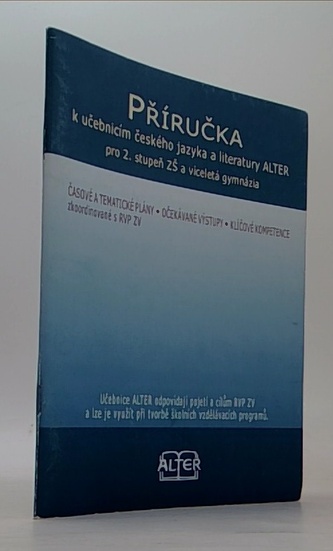 PŘÍRUČKA
k učebnicím českého jazyka a literatury ALTER
pro 2. stupeň ZŠ a víceletá gymnázia
ČASOVÉ A TEMATICKÉ PLÁNY • OČEKÁVANÉ VÝSTUPY • KLÍČOVÉ KOMPETENCE
zkoordinované s RVP ZV
Učebnice ALTER odpovídají pojetí a cílům RVP ZV
a lze je využít při tvorbě školních vzdělávacích programů.
ALTER